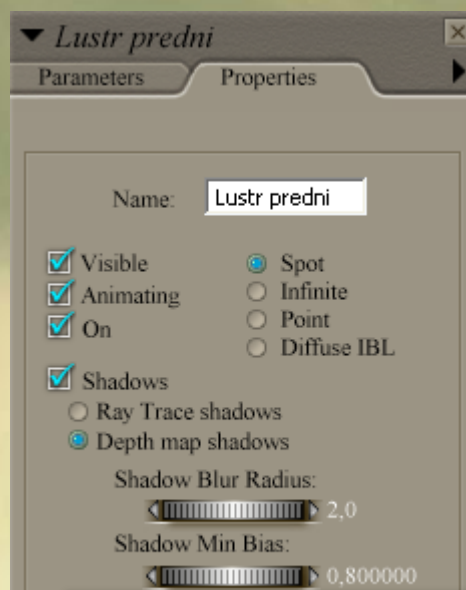 Lustr predni
Parameters Properties
Name: Lustr predni
Visible
Animating
On
Spot
Infinite
Point
Diffuse IBL
Shadows
Ray Trace shadows
Depth map shadows
Shadow Blur Radius:
2,0
Shadow Min Bias:
0,800000